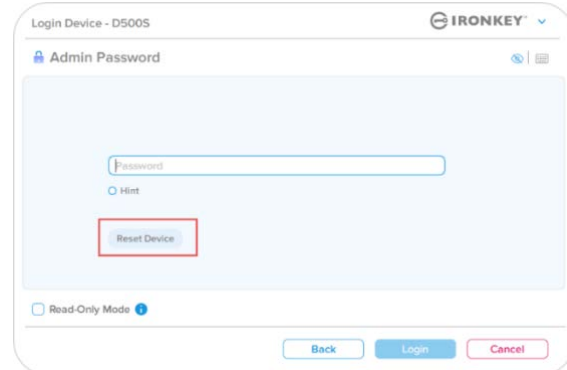 Login Device - D500S
IRONKEY
Admin Password
Password
Hint
Reset Device
Read-Only Mode
Back
Login
Cancel